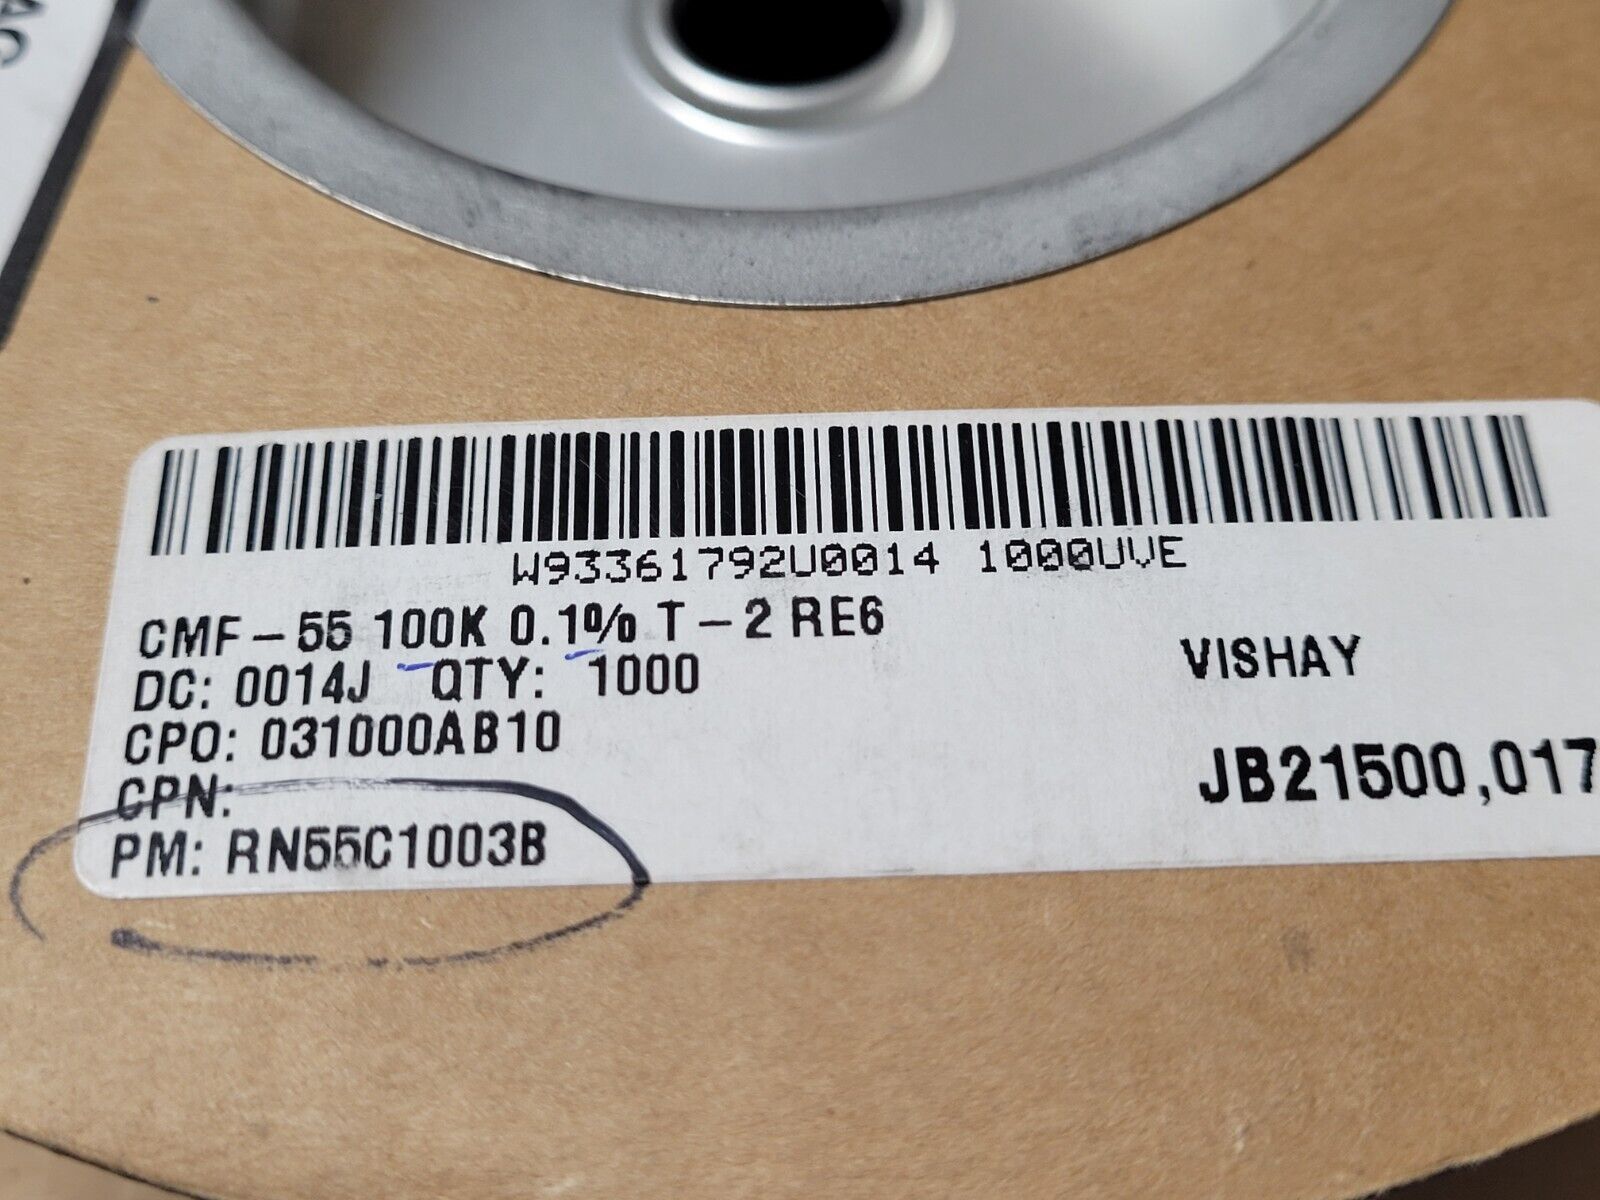 AC
W93361792U0014 1000UVE
CMF-55 100K 0.1% T-2 RE6
DC: 0014J QTY: 1000
VISHAY
CPO: 031000AB10
CPN:
JB21500,017
PM: RN55C1003B